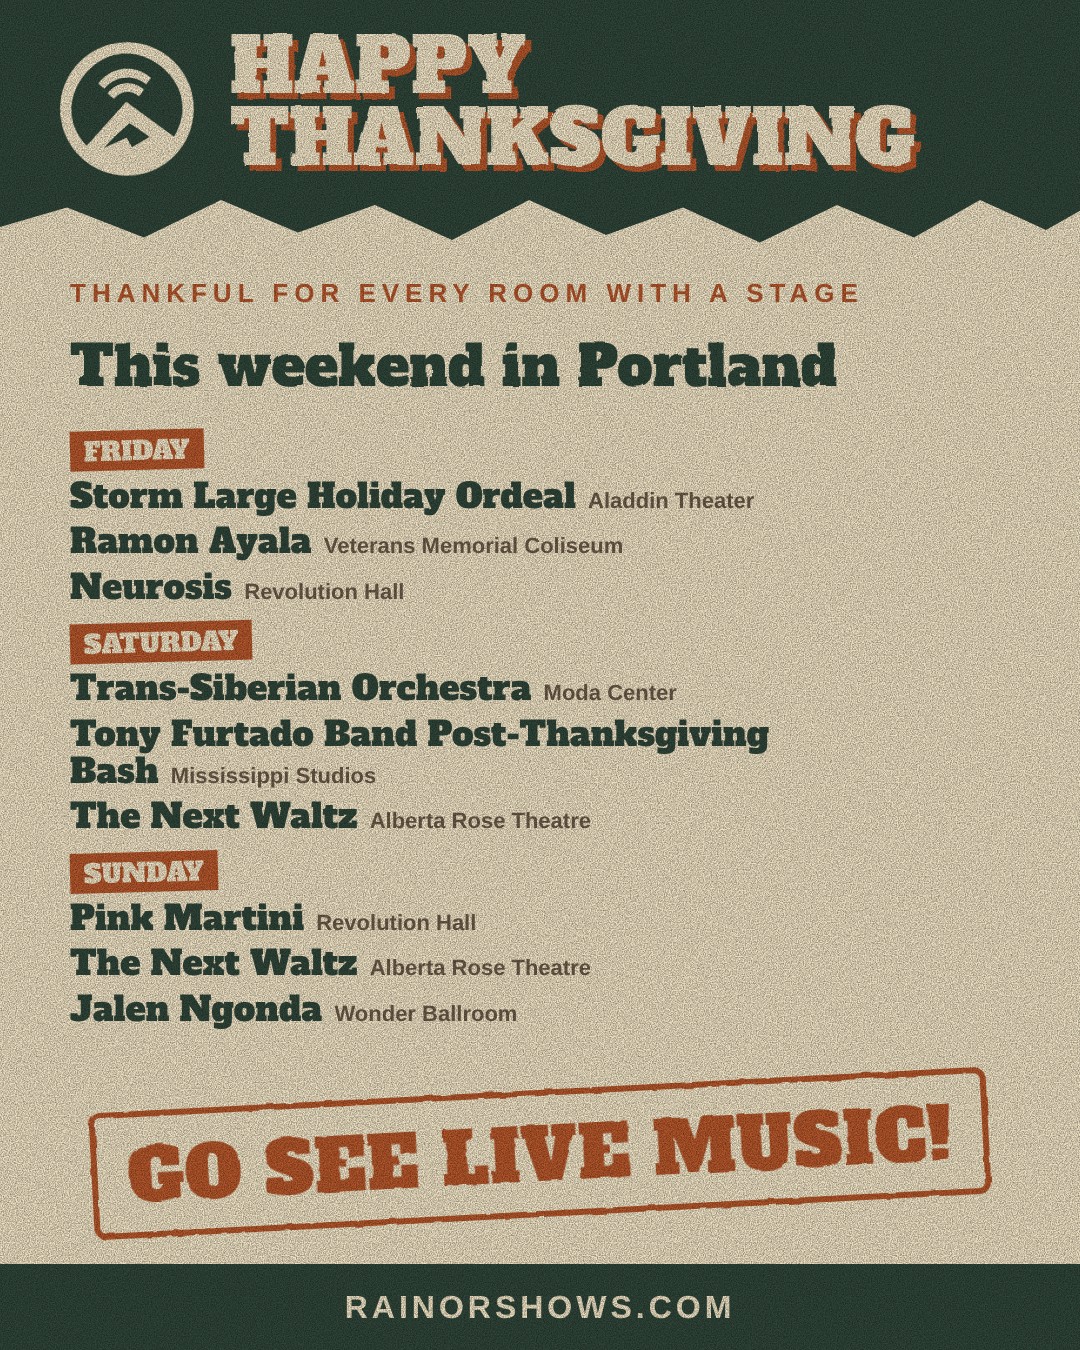 HAPPY
THANKSGIVING
THANKFUL FOR EVERY ROOM WITH A STAGE
This weekend in Portland
FRIDAY
Storm Large Holiday Ordeal Aladdin Theater
Ramon Ayala Veterans Memorial Coliseum
Neurosis Revolution Hall
SATURDAY
Trans-Siberian Orchestra Moda Center
Tony Furtado Band Post-Thanksgiving
Bash Mississippi Studios
The Next Waltz Alberta Rose Theatre
SUNDAY
Pink Martini Revolution Hall
The Next Waltz Alberta Rose Theatre
Jalen Ngonda Wonder Ballroom
GO SEE LIVE MUSIC!
RAINORSHOWS.COM